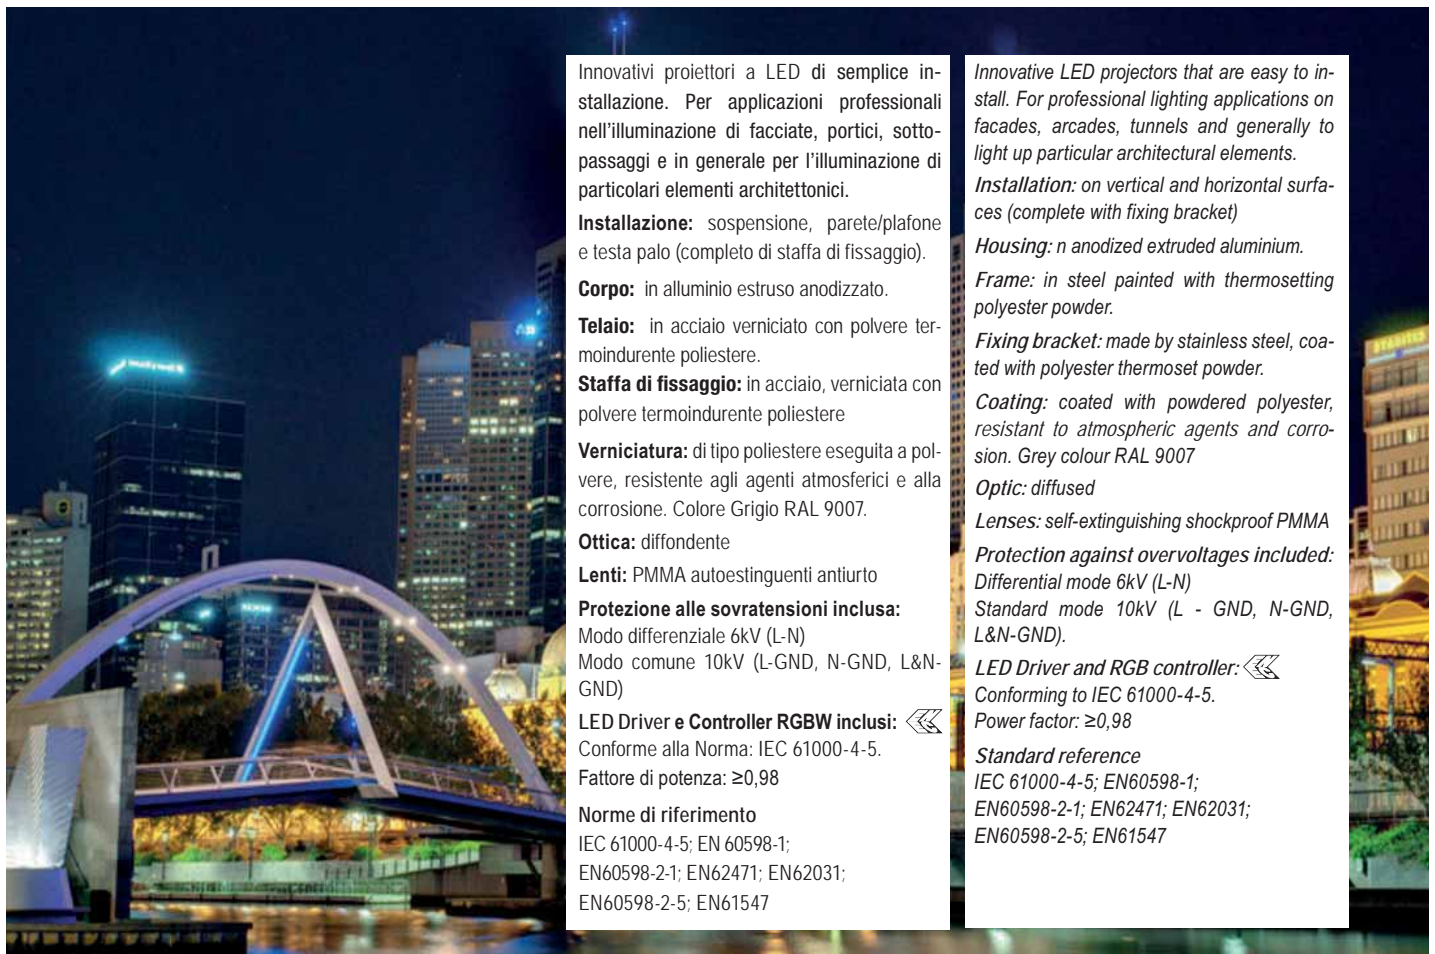 Innovativi proiettori a LED di semplice in-
stallazione. Per applicazioni professionali
nell'illuminazione di facciate, portici, sotto-
passaggi e in generale per l'illuminazione di
particolari elementi architettonici.
Installazione: sospensione, parete/plafone
e testa palo (completo di staffa di fissaggio).
Corpo: in alluminio estruso anodizzato.
Telaio: in acciaio verniciato con polvere ter-
moindurente poliestere.
Staffa di fissaggio: in acciaio, verniciata con
polvere termoindurente poliestere
Verniciatura: di tipo poliestere eseguita a pol-
vere, resistente agli agenti atmosferici e alla
corrosione. Colore Grigio RAL 9007.
Ottica: diffondente
Lenti: PMMA autoestinguenti antiurto
Protezione alle sovratensioni inclusa:
Modo differenziale 6kV (L-N)
Modo comune 10kV (L-GND, N-GND, L&N-
GND)
LED Driver e Controller RGBW inclusi:
Conforme alla Norma: IEC 61000-4-5.
Fattore di potenza: ≥0,98
Norme di riferimento
IEC 61000-4-5; EN 60598-1;
EN60598-2-1; EN62471; EN62031;
EN60598-2-5; EN61547
Innovative LED projectors that are easy to in-
stall. For professional lighting applications on
facades, arcades, tunnels and generally to
light up particular architectural elements.
Installation: on vertical and horizontal surfa-
ces (complete with fixing bracket)
Housing: n anodized extruded aluminium.
Frame: in steel painted with thermosetting
polyester powder.
Fixing bracket: made by stainless steel, coa-
ted with polyester thermoset powder.
Coating: coated with powdered polyester,
resistant to atmospheric agents and corro-
sion. Grey colour RAL 9007
Optic: diffused
Lenses: self-extinguishing shockproof PMMA
Protection against overvoltages included:
Differential mode 6kV (L-N)
Standard mode 10kV (L - GND, N-GND,
L&N-GND).
LED Driver and RGB controller:
Conforming to IEC 61000-4-5.
Power factor: ≥0,98
Standard reference
IEC 61000-4-5; EN60598-1;
EN60598-2-1; EN62471; EN62031;
EN60598-2-5; EN61547